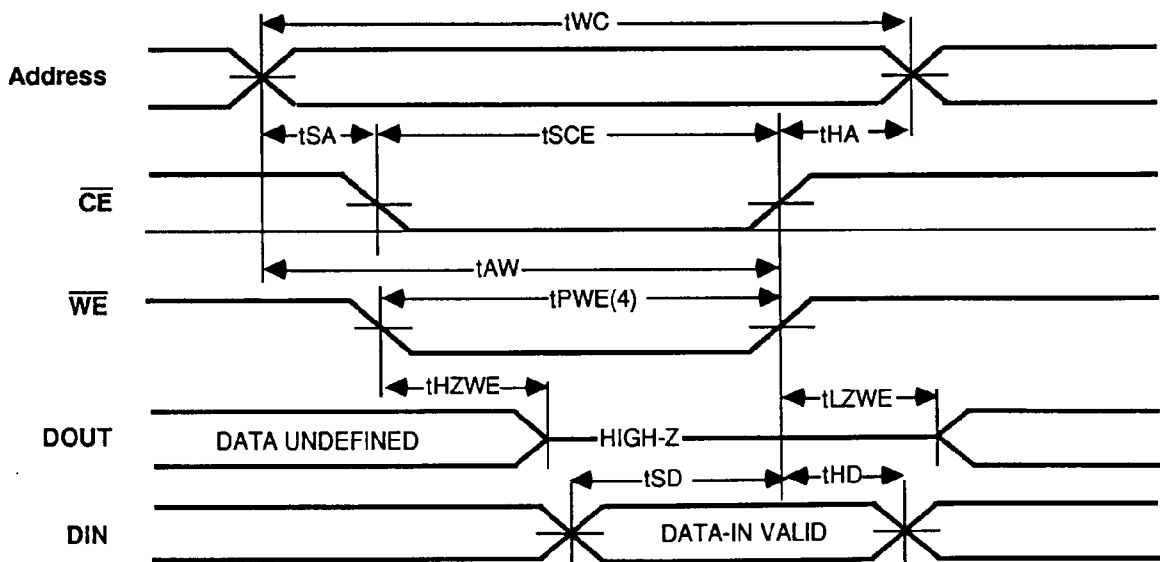 tWC
Address
tSA
tSCE
tHA
CE
tAW
WE
tPWE(4)
tHZWE
tLZWE
DOUT
DATA UNDEFINED
HIGH-Z
tSD
tHD
DIN
DATA-IN VALID